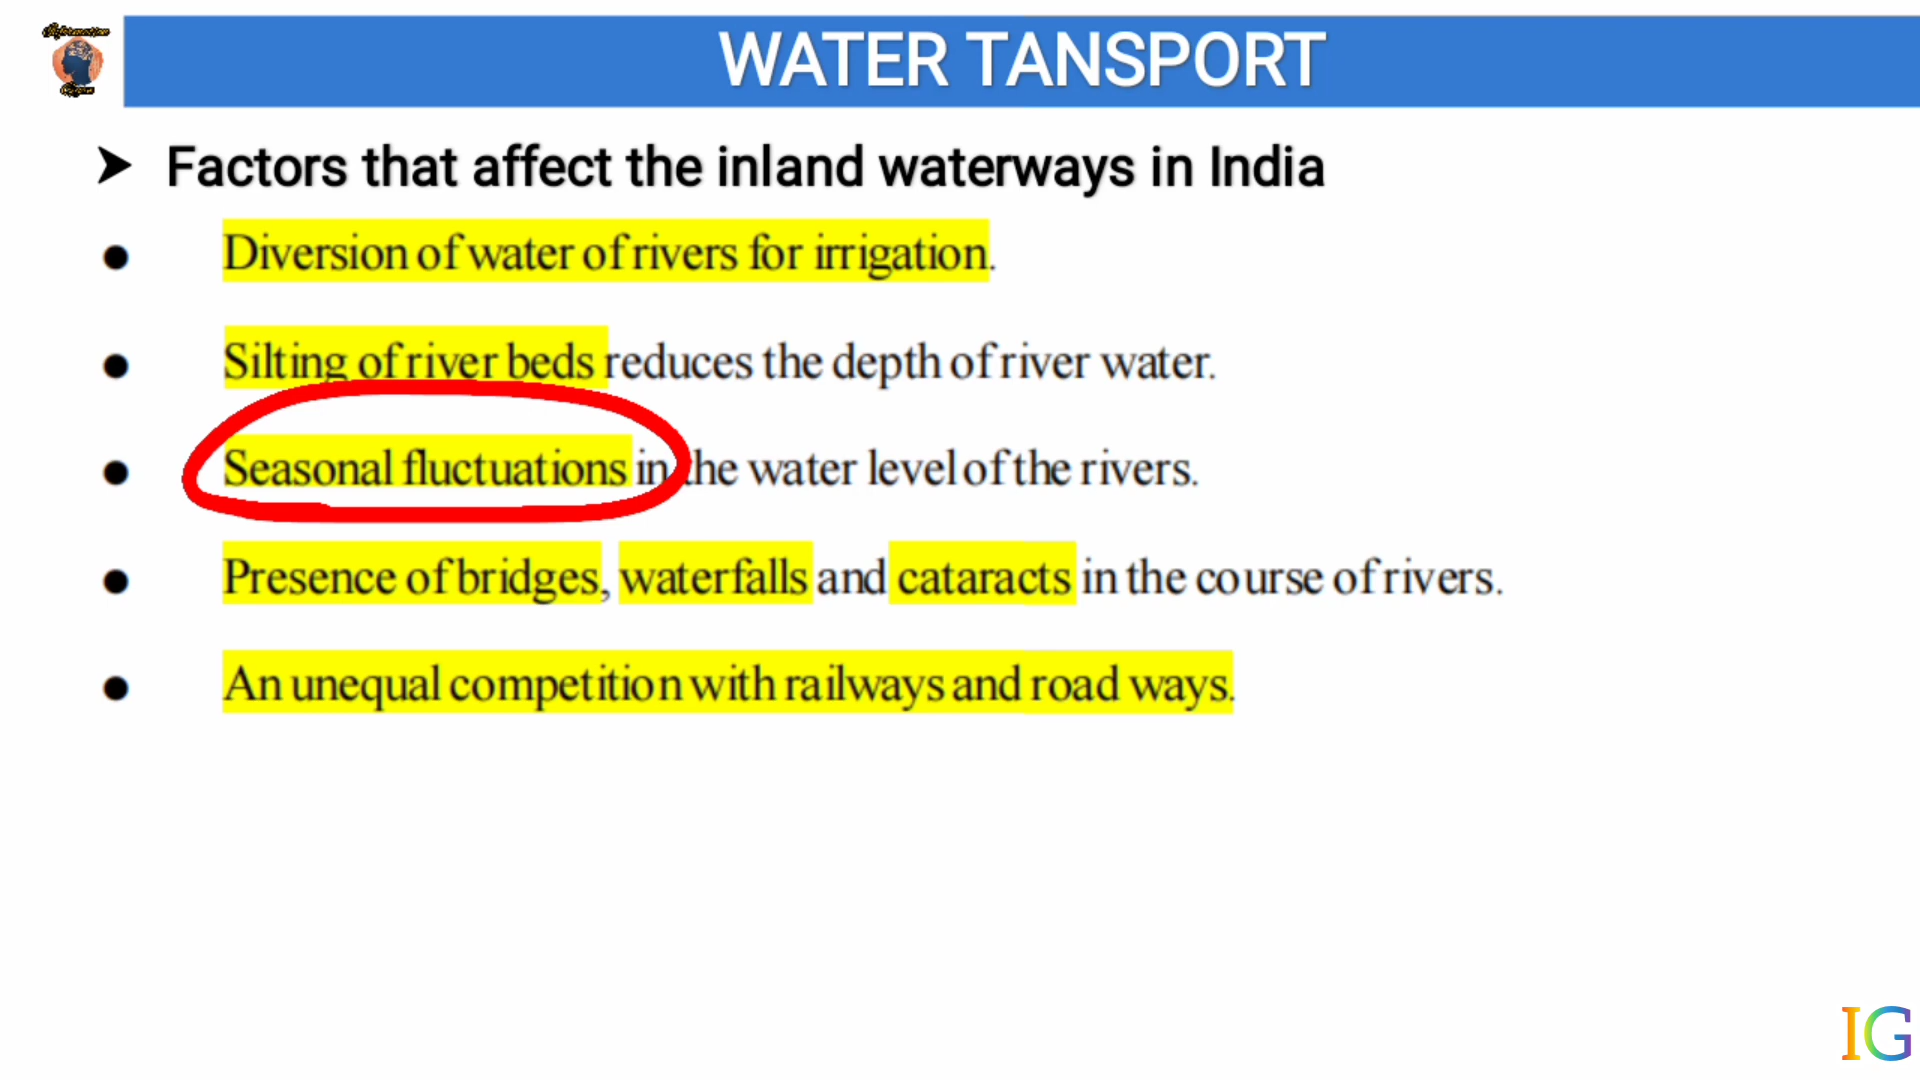 WATER TANSPORT
➤ Factors that affect the inland waterways in India
● Diversion of water of rivers for irrigation.
● Silting of river beds reduces the depth of river water.
● Seasonal fluctuations in the water level of the rivers.
● Presence of bridges, waterfalls and cataracts in the course of rivers.
● An unequal competition with railways and road ways.
IG